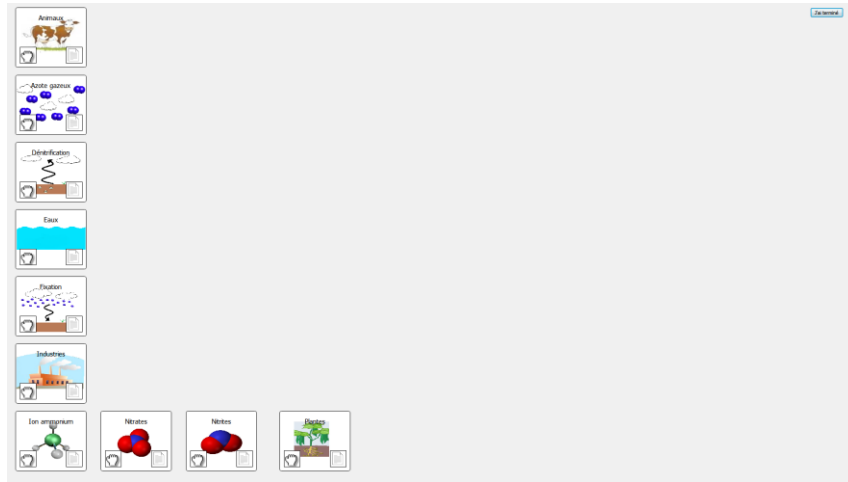 Animaux
J'ai terminé
Azote gazeux
Dénitrification
Eaux
Fixation
Industries
Ion ammonium
Nitrates
Nitrites
Plantes